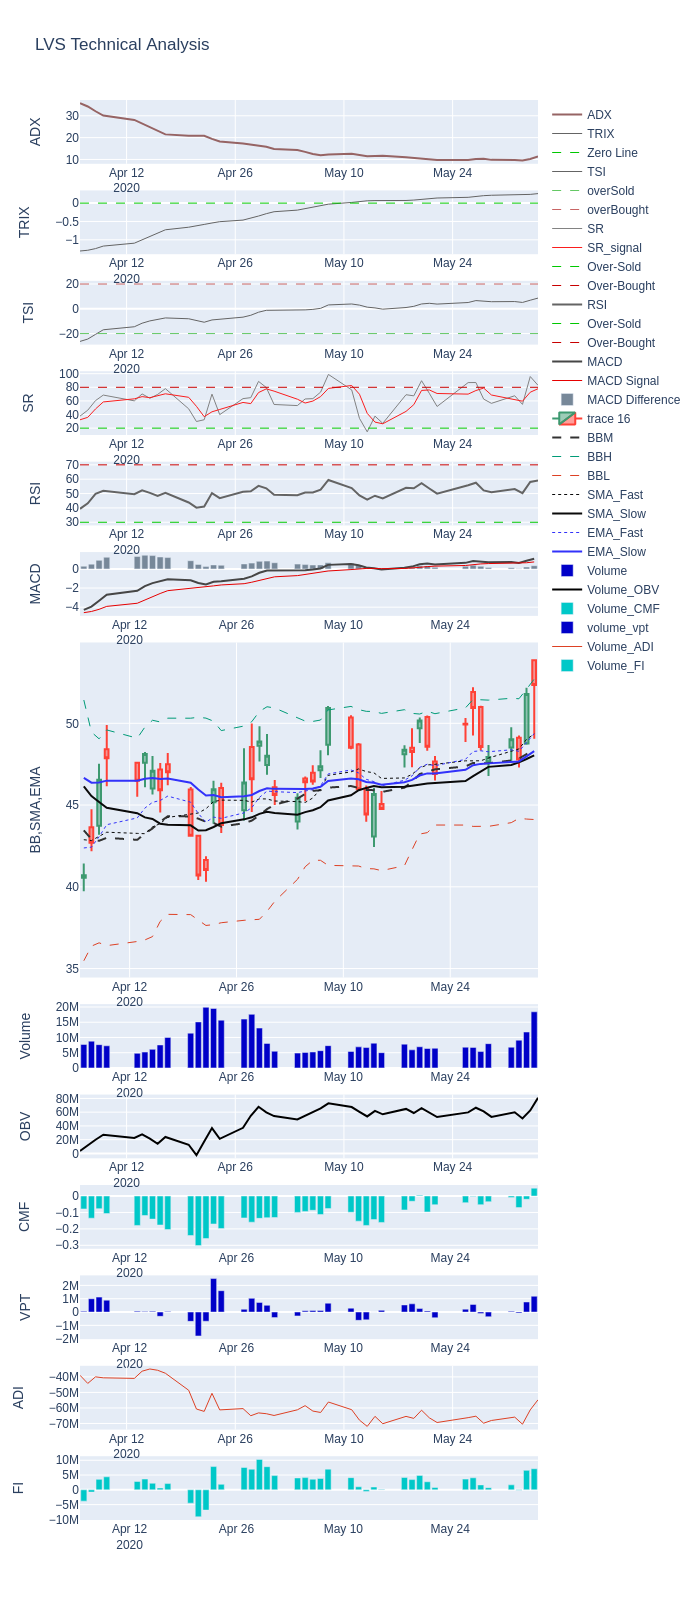 LVS Technical Analysis
ADX
30
20
10
Apr 12
2020
Apr 26
May 10
May 24
TRIX
0
−0.5
−1
Apr 12
2020
Apr 26
May 10
May 24
TSI
20
0
−20
Apr 12
2020
Apr 26
May 10
May 24
SR
100
80
60
40
20
Apr 12
2020
Apr 26
May 10
May 24
RSI
70
60
50
40
30
Apr 12
2020
Apr 26
May 10
May 24
MACD
0
−2
−4
Apr 12
2020
Apr 26
May 10
May 24
BB,SMA,EMA
50
45
40
35
Apr 12
2020
Apr 26
May 10
May 24
Volume
20M
15M
10M
5M
0
Apr 12
2020
Apr 26
May 10
May 24
OBV
80M
60M
40M
20M
0
Apr 12
2020
Apr 26
May 10
May 24
CMF
0
−0.1
−0.2
−0.3
Apr 12
2020
Apr 26
May 10
May 24
VPT
2M
1M
0
−1M
−2M
Apr 12
2020
Apr 26
May 10
May 24
ADI
−40M
−50M
−60M
−70M
Apr 12
2020
Apr 26
May 10
May 24
FI
10M
5M
0
−5M
−10M
Apr 12
2020
Apr 26
May 10
May 24
ADX
TRIX
Zero Line
TSI
overSold
overBought
SR
SR_signal
Over-Sold
Over-Bought
RSI
Over-Sold
Over-Bought
MACD
MACD Signal
MACD Difference
trace 16
BBM
BBH
BBL
SMA_Fast
SMA_Slow
EMA_Fast
EMA_Slow
Volume
Volume_OBV
Volume_CMF
volume_vpt
Volume_ADI
Volume_FI